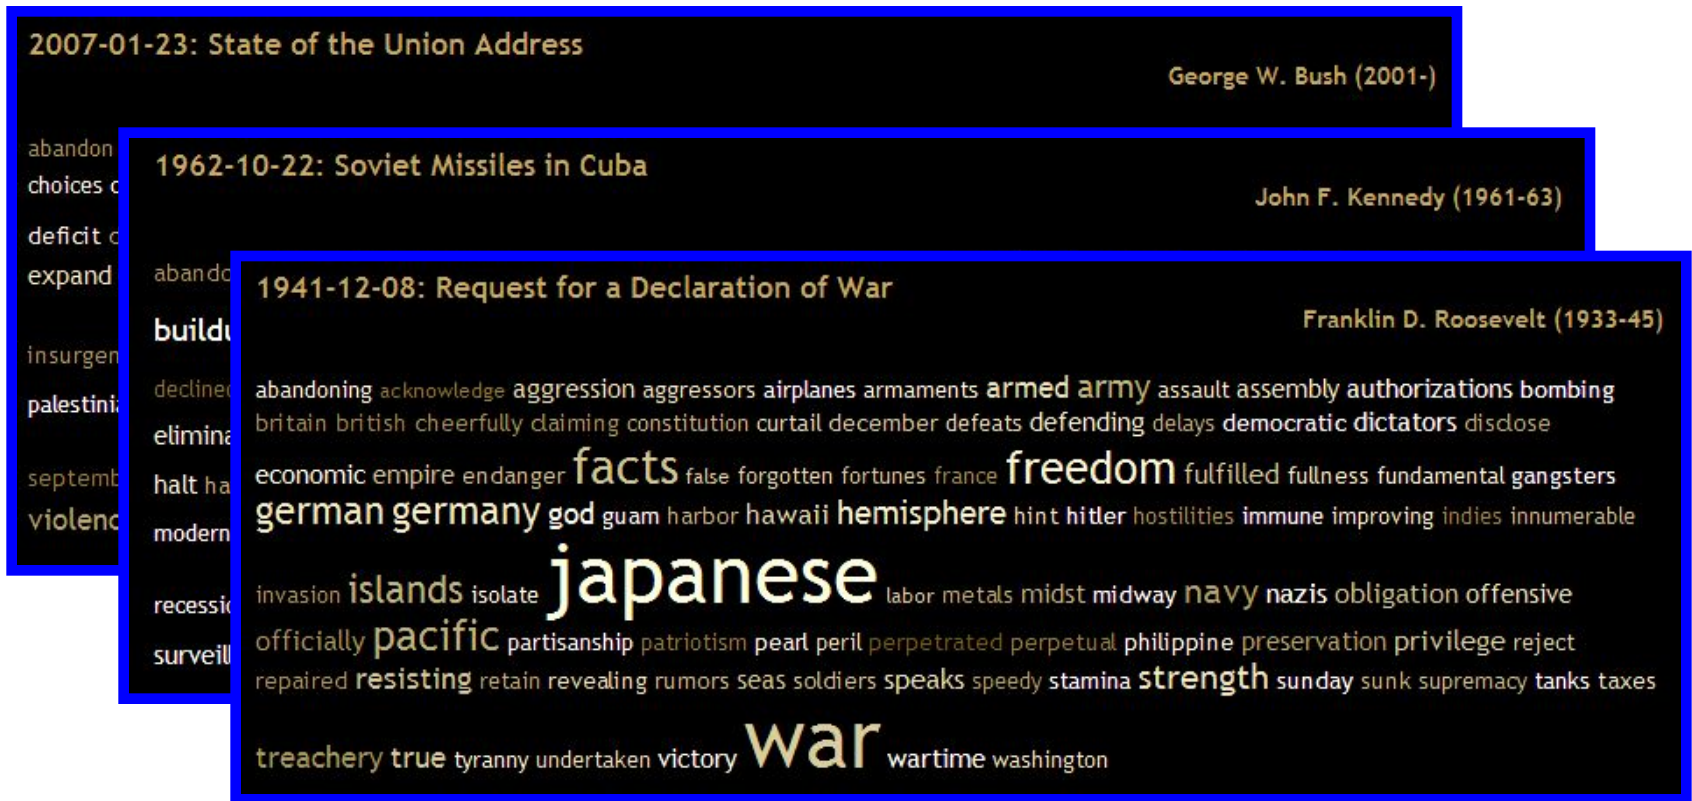 2007-01-23: State of the Union Address
George W. Bush (2001-)
abandon
choices
deficit
expand
insurgen
palestini
septemb
violenc
1962-10-22: Soviet Missiles in Cuba
John F. Kennedy (1961-63)
abando
buildu
declined
elimina
halt ha
modern
recessio
surveill
1941-12-08: Request for a Declaration of War
Franklin D. Roosevelt (1933-45)
abandoning acknowledge aggression aggressors airplanes armaments armed army assault assembly authorizations bombing
britain british cheerfully claiming constitution curtail december defeats defending delays democratic dictators disclose
economic empire endanger facts false forgotten fortunes france freedom fulfilled fullness fundamental gangsters
german germany god guam harbor hawaii hemisphere hint hitler hostilities immune improving indies innumerable
invasion islands isolate japanese labor metals midst midway navy nazis obligation offensive
officially pacific partisanship patriotism pearl peril perpetrated perpetual philippine preservation privilege reject
repaired resisting retain revealing rumors seas soldiers speaks speedy stamina strength sunday sunk supremacy tanks taxes
treachery true tyranny undertaken victory war wartime washington